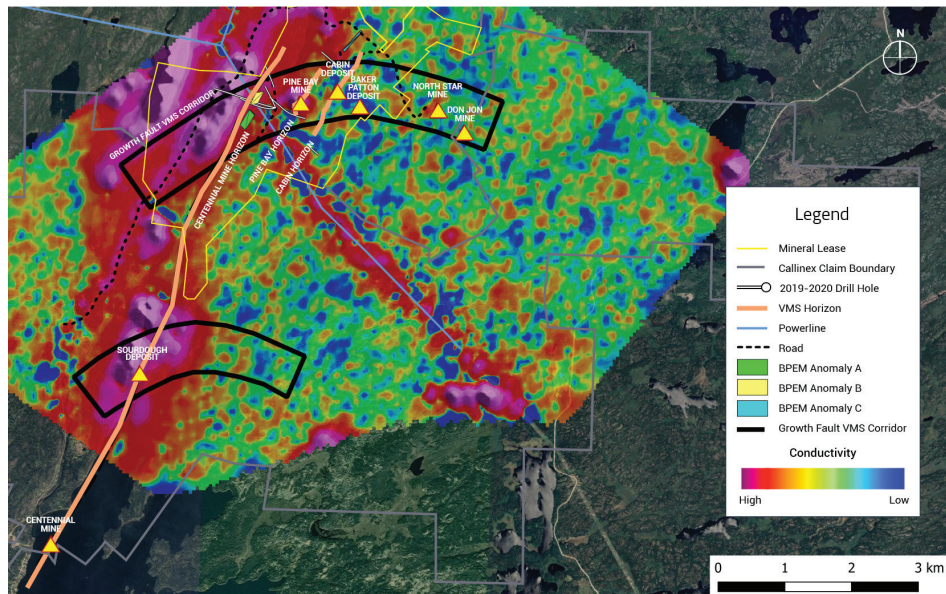 N
CABIN
DEPOSIT
PINE BAY
MINE
BAKER
PATTON
DEPOSIT
NORTH STAR
MINE
DON JON
MINE
GROWTH FAULT VMS CORRIDOR
CENTENNIAL MINE HORIZON
PINE BAY HORIZON
CABIN HORIZON
SOURDOUGH
DEPOSIT
CENTENNIAL
MINE
Legend
Mineral Lease
Callinex Claim Boundary
2019-2020 Drill Hole
VMS Horizon
Powerline
Road
BPEM Anomaly A
BPEM Anomaly B
BPEM Anomaly C
Growth Fault VMS Corridor
Conductivity
High Low
0 1 2 3 km